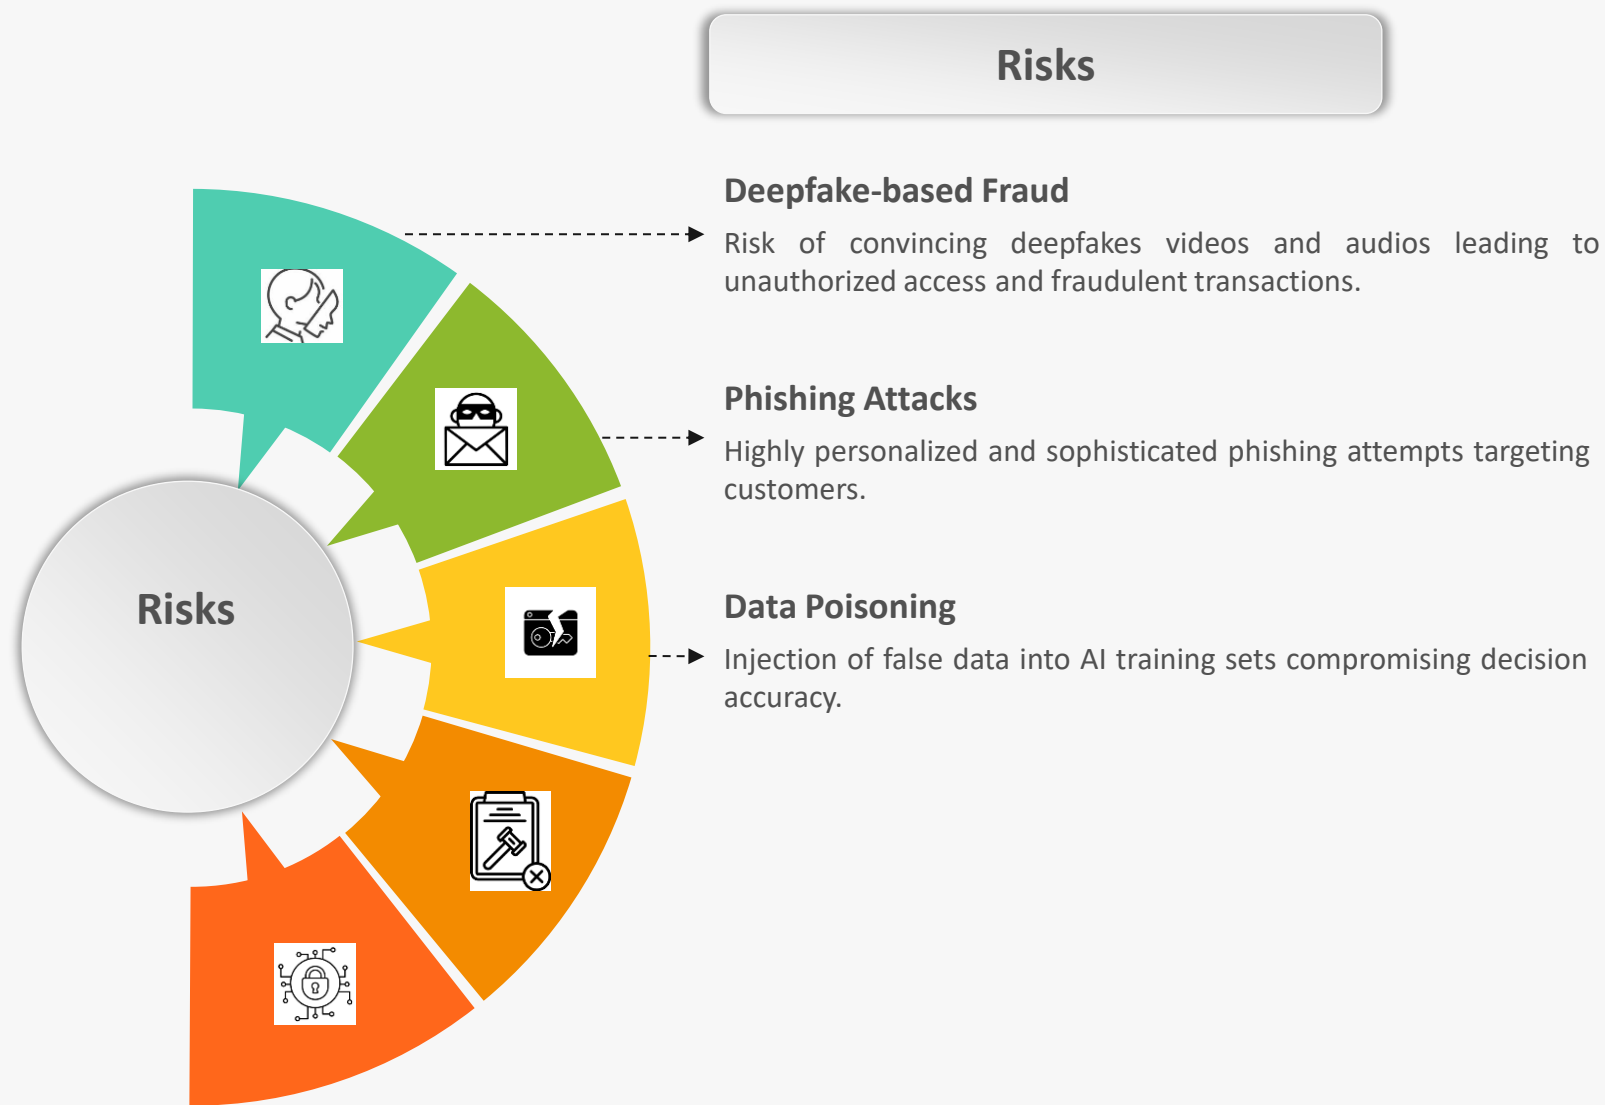 Risks
Deepfake-based Fraud
Risk of convincing deepfakes videos and audios leading to
unauthorized access and fraudulent transactions.
Phishing Attacks
Highly personalized and sophisticated phishing attempts targeting
customers.
Risks
Data Poisoning
Injection of false data into AI training sets compromising decision
accuracy.